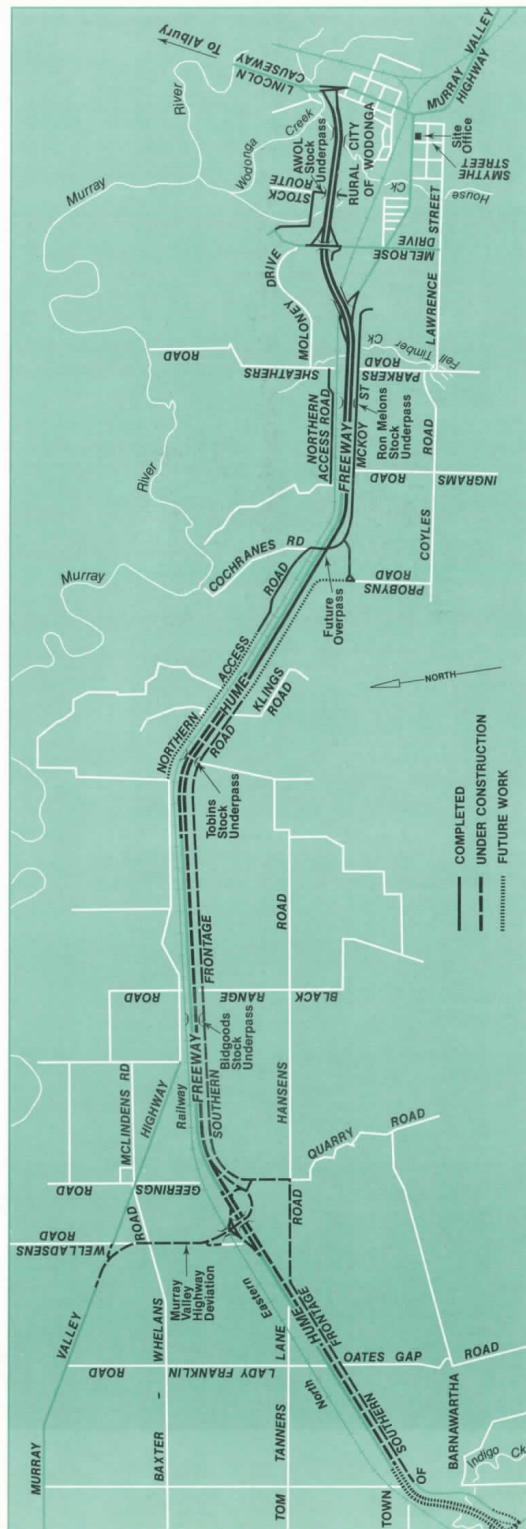 To Albury
LINCOLN
CAUSEWAY
MURRAY VALLEY
HIGHWAY
River
Murray
Wodonga Creek
STOCK
ROUTE
AWOL
Stock
Underpass
RURAL CITY
OF WODONGA
Site
Office
SMYTHE
STREET
House
Ck
MELROSE
DRIVE
LAWRENCE STREET
MOLONEY
DRIVE
SHEATHERS ROAD
PARKERS
ROAD
Fell Timber
Ck
NORTHERN
ACCESS ROAD
FREEWAY
MCKOY ST
Ron Melons
Stock
Underpass
INGRAMS
ROAD
COYLES
ROAD
PROBYNS
ROAD
COCHRANES RD
Future
Overpass
River
Murray
NORTHERN ACCESS ROAD
HUME
KLINGS
ROAD
ROAD
Tobins
Stock
Underpass
NORTH
COMPLETED
UNDER CONSTRUCTION
FUTURE WORK
BLACK RANGE ROAD
FREEWAY
SOUTHERN FRONTAGE
Bidgoods
Stock
Underpass
HANSENS ROAD
ROAD
QUARRY ROAD
MCLINDENS RD
Railway
GEERINGS ROAD
WELLADSENS
ROAD
MURRAY VALLEY HIGHWAY
Murray
Valley
Highway
Deviation
BAXTER - WHELANS ROAD
LADY FRANKLIN ROAD
TOM TANNERS LANE
North Eastern
HUME
SOUTHERN FRONTAGE
OATES GAP ROAD
TOWN OF
BARNAWARTHA
Indigo
Ck